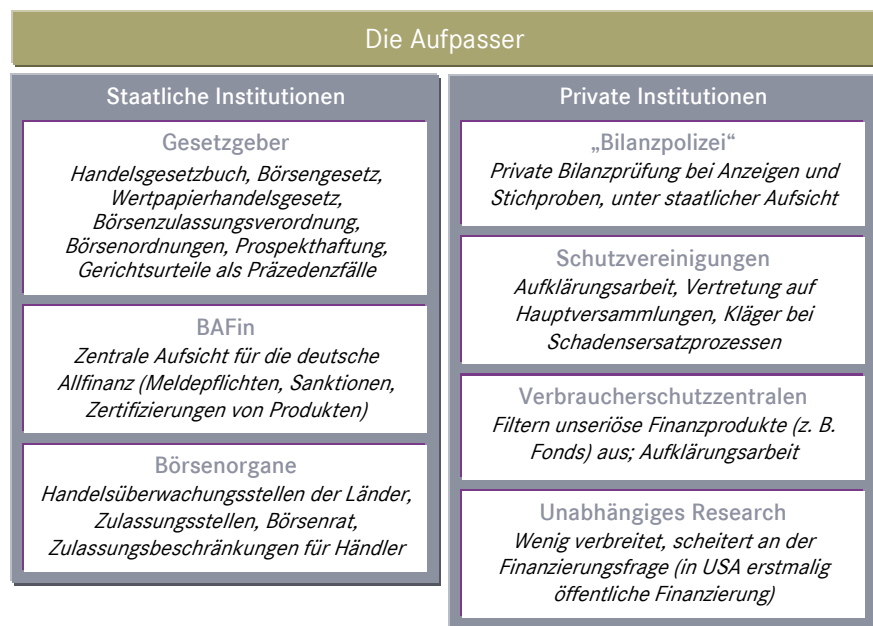 Die Aufpasser
Staatliche Institutionen
Gesetzgeber
Handelsgesetzbuch, Börsengesetz,
Wertpapierhandelsgesetz,
Börsenzulassungsverordnung,
Börsenordnungen, Prospekthaftung,
Gerichtsurteile als Präzedenzfälle
BAFin
Zentrale Aufsicht für die deutsche
Allfinanz (Meldepflichten, Sanktionen,
Zertifizierungen von Produkten)
Börsenorgane
Handelsüberwachungsstellen der Länder,
Zulassungsstellen, Börsenrat,
Zulassungsbeschränkungen für Händler
Private Institutionen
„Bilanzpolizei“
Private Bilanzprüfung bei Anzeigen und
Stichproben, unter staatlicher Aufsicht
Schutzvereinigungen
Aufklärungsarbeit, Vertretung auf
Hauptversammlungen, Kläger bei
Schadensersatzprozessen
Verbraucherschutzzentralen
Filtern unseriöse Finanzprodukte (z. B.
Fonds) aus; Aufklärungsarbeit
Unabhängiges Research
Wenig verbreitet, scheitert an der
Finanzierungsfrage (in USA erstmalig
öffentliche Finanzierung)